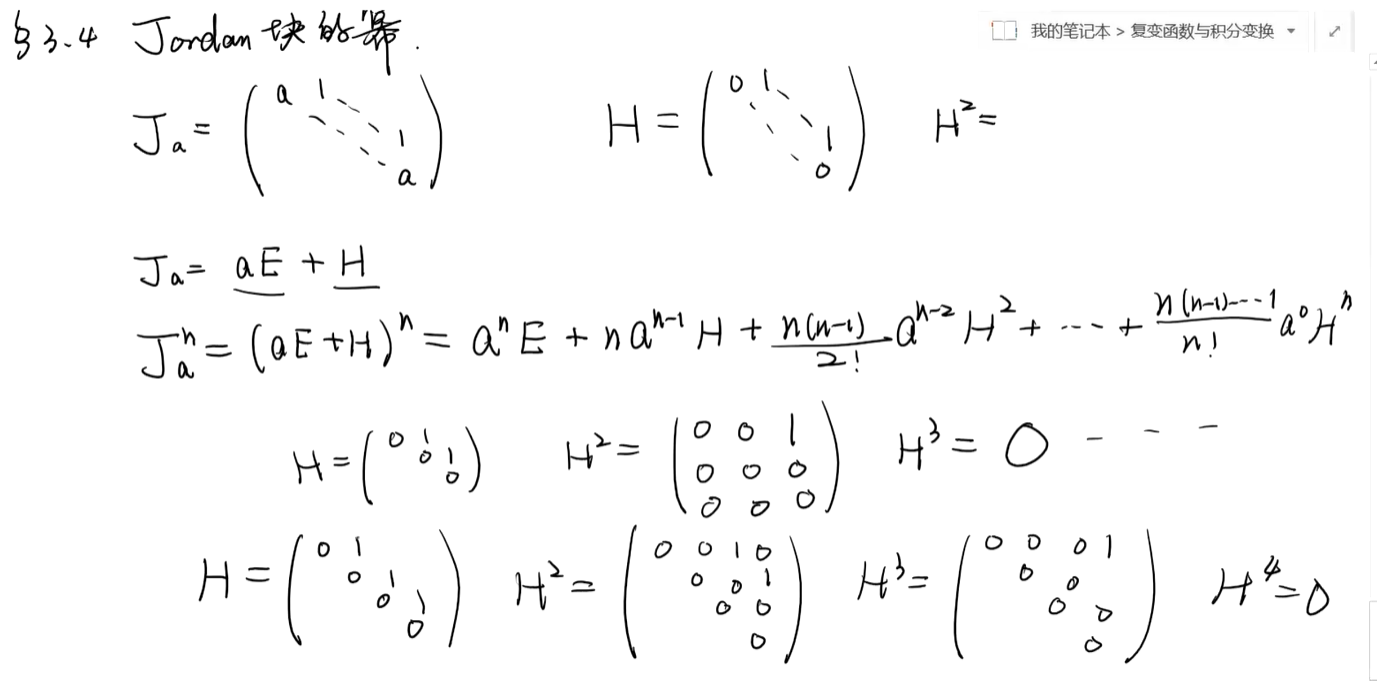 §3.4 Jordan块的幂.
我的笔记本 > 复变函数与积分变换
J_a = \begin{pmatrix} a & 1 & & \\ & \ddots & \ddots & \\ & & & 1 \\ & & & a \end{pmatrix} H = \begin{pmatrix} 0 & 1 & & \\ & \ddots & \ddots & \\ & & & 1 \\ & & & 0 \end{pmatrix} H^2 =
J_a = aE + H
J_a^n = (aE + H)^n = a^n E + n a^{n-1} H + \frac{n(n-1)}{2!} a^{n-2} H^2 + \cdots + \frac{n(n-1)\cdots 1}{n!} a^0 H^n
H = \begin{pmatrix} 0 & 1 & \\ & 0 & 1 \\ & & 0 \end{pmatrix} H^2 = \begin{pmatrix} 0 & 0 & 1 \\ 0 & 0 & 0 \\ 0 & 0 & 0 \end{pmatrix} H^3 = 0 - - -
H = \begin{pmatrix} 0 & 1 & & \\ & 0 & 1 & \\ & & 0 & 1 \\ & & & 0 \end{pmatrix} H^2 = \begin{pmatrix} 0 & 0 & 1 & 0 \\ & 0 & 0 & 1 \\ & & 0 & 0 \\ & & & 0 \end{pmatrix} H^3 = \begin{pmatrix} 0 & 0 & 0 & 1 \\ & 0 & 0 & \\ & & 0 & 0 \\ & & & 0 \end{pmatrix} H^4 = 0